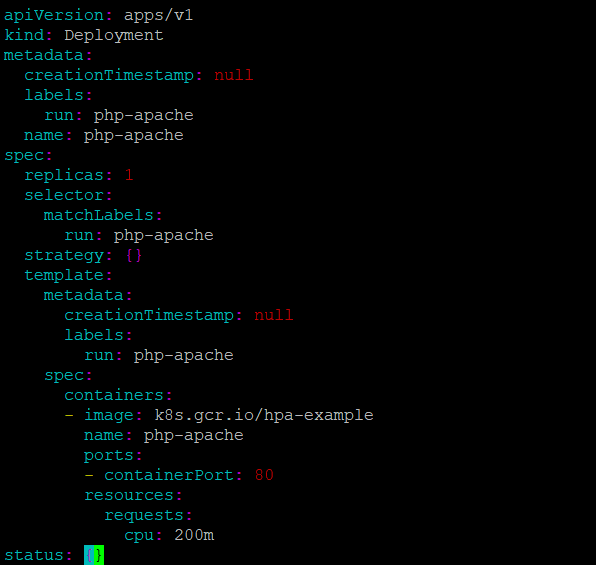 apiVersion: apps/v1
kind: Deployment
metadata:
  creationTimestamp: null
  labels:
    run: php-apache
  name: php-apache
spec:
  replicas: 1
  selector:
    matchLabels:
      run: php-apache
  strategy: {}
  template:
    metadata:
      creationTimestamp: null
      labels:
        run: php-apache
    spec:
      containers:
      - image: k8s.gcr.io/hpa-example
        name: php-apache
        ports:
        - containerPort: 80
        resources:
          requests:
            cpu: 200m
status: {}